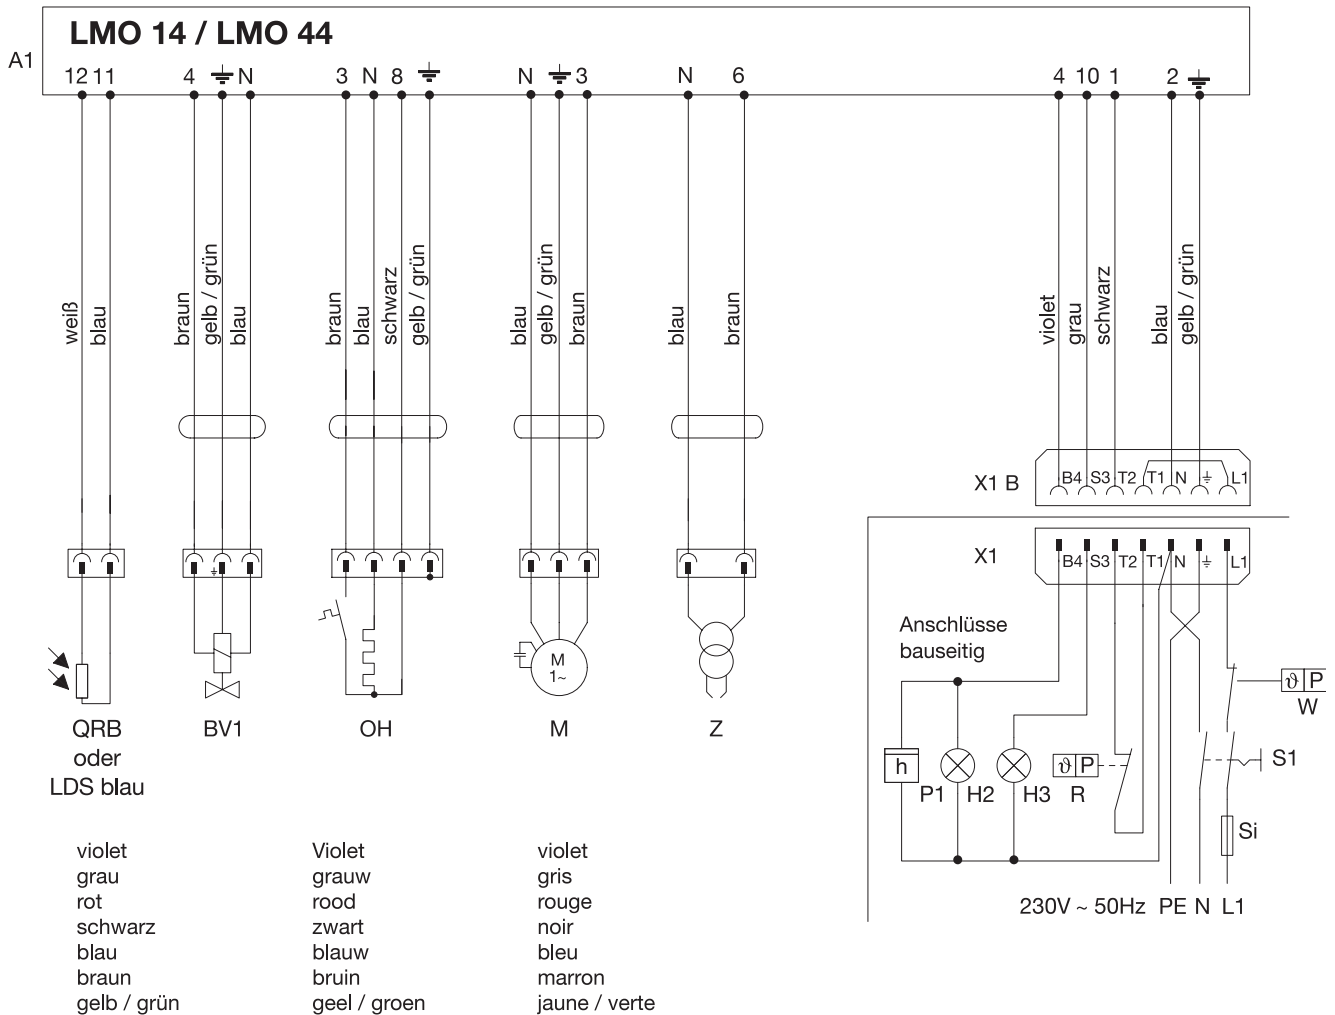 LMO 14 / LMO 44
A1
12 11 4 N 3 N 8 N 3 N 6 4 10 1 2
weiß
blau
braun
gelb / grün
blau
braun
blau
schwarz
gelb / grün
blau
gelb / grün
braun
blau
braun
violet
grau
schwarz
blau
gelb / grün
X1 B
B4 S3 T2 T1 N L1
X1
B4 S3 T2 T1 N L1
Anschlüsse
bauseitig
M
1~
ϑ P
W
QRB
oder
LDS blau
BV1
OH
M
Z
h
P1
H2
H3
ϑ P
R
S1
Si
230V ~ 50Hz PE N L1
violet Violet violet
grau grauw gris
rot rood rouge
schwarz zwart noir
blau blauw bleu
braun bruin marron
gelb / grün geel / groen jaune / verte